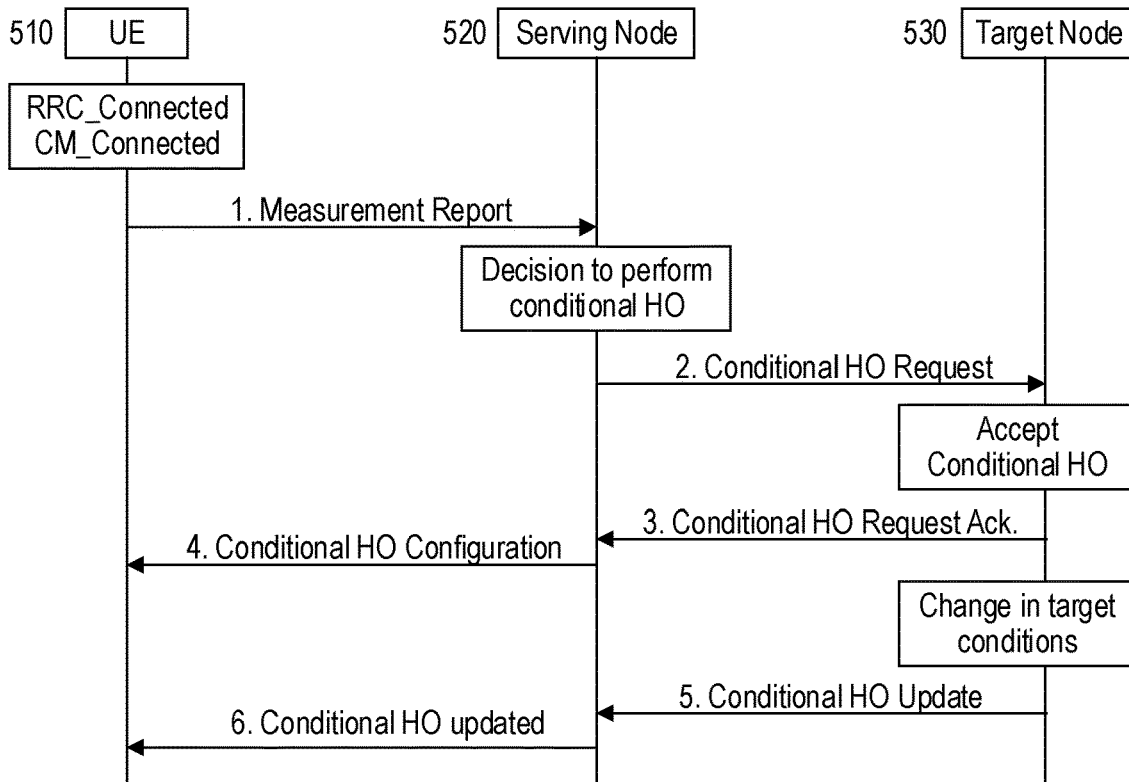 510 UE 520 Serving Node 530 Target Node
RRC_Connected
CM_Connected
1. Measurement Report
Decision to perform
conditional HO
2. Conditional HO Request
Accept
Conditional HO
3. Conditional HO Request Ack.
4. Conditional HO Configuration
Change in target
conditions
5. Conditional HO Update
6. Conditional HO updated